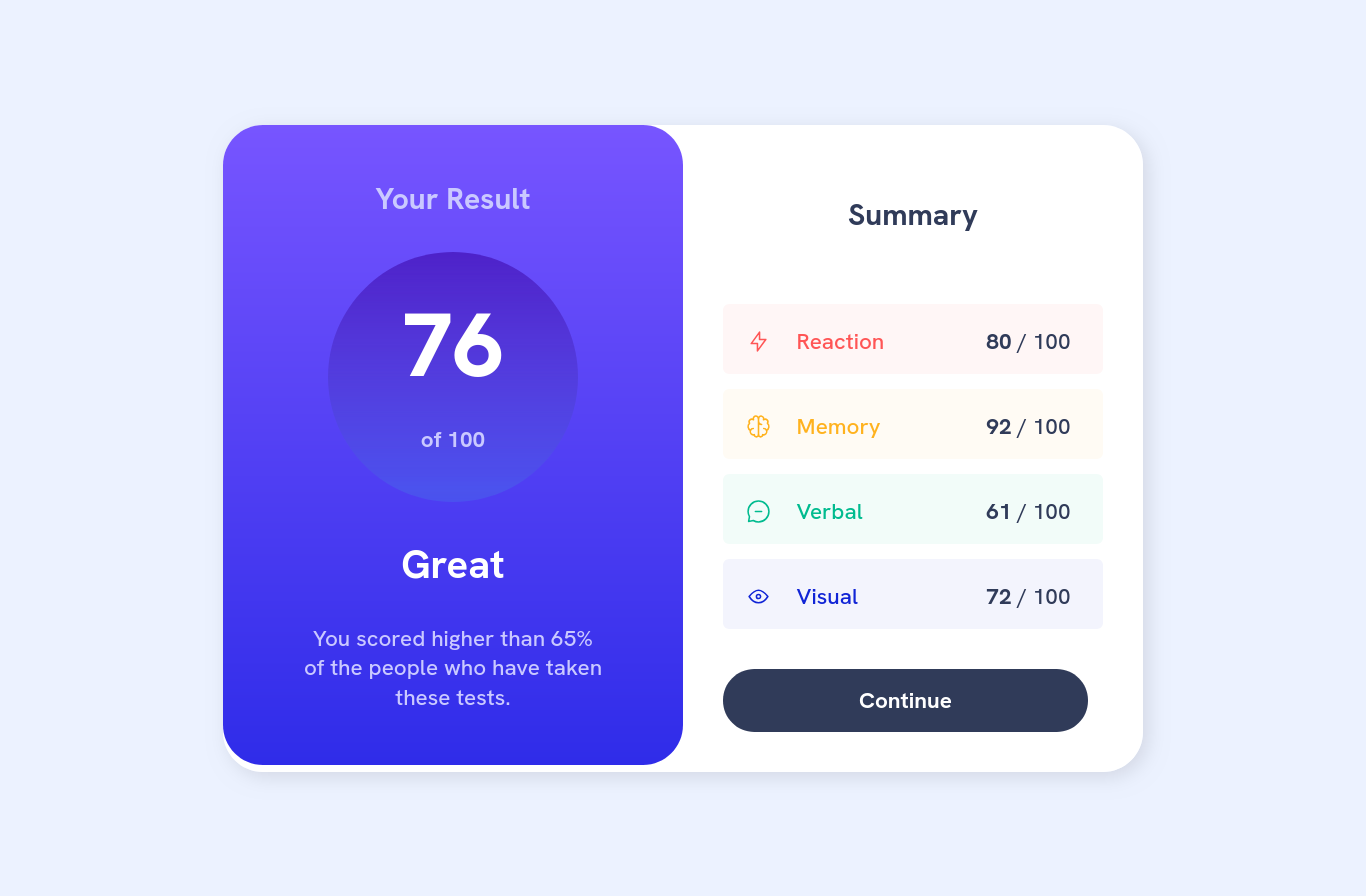 Your Result
76
of 100
Great
You scored higher than 65%
of the people who have taken
these tests.
Summary
Reaction 80 / 100
Memory 92 / 100
Verbal 61 / 100
Visual 72 / 100
Continue